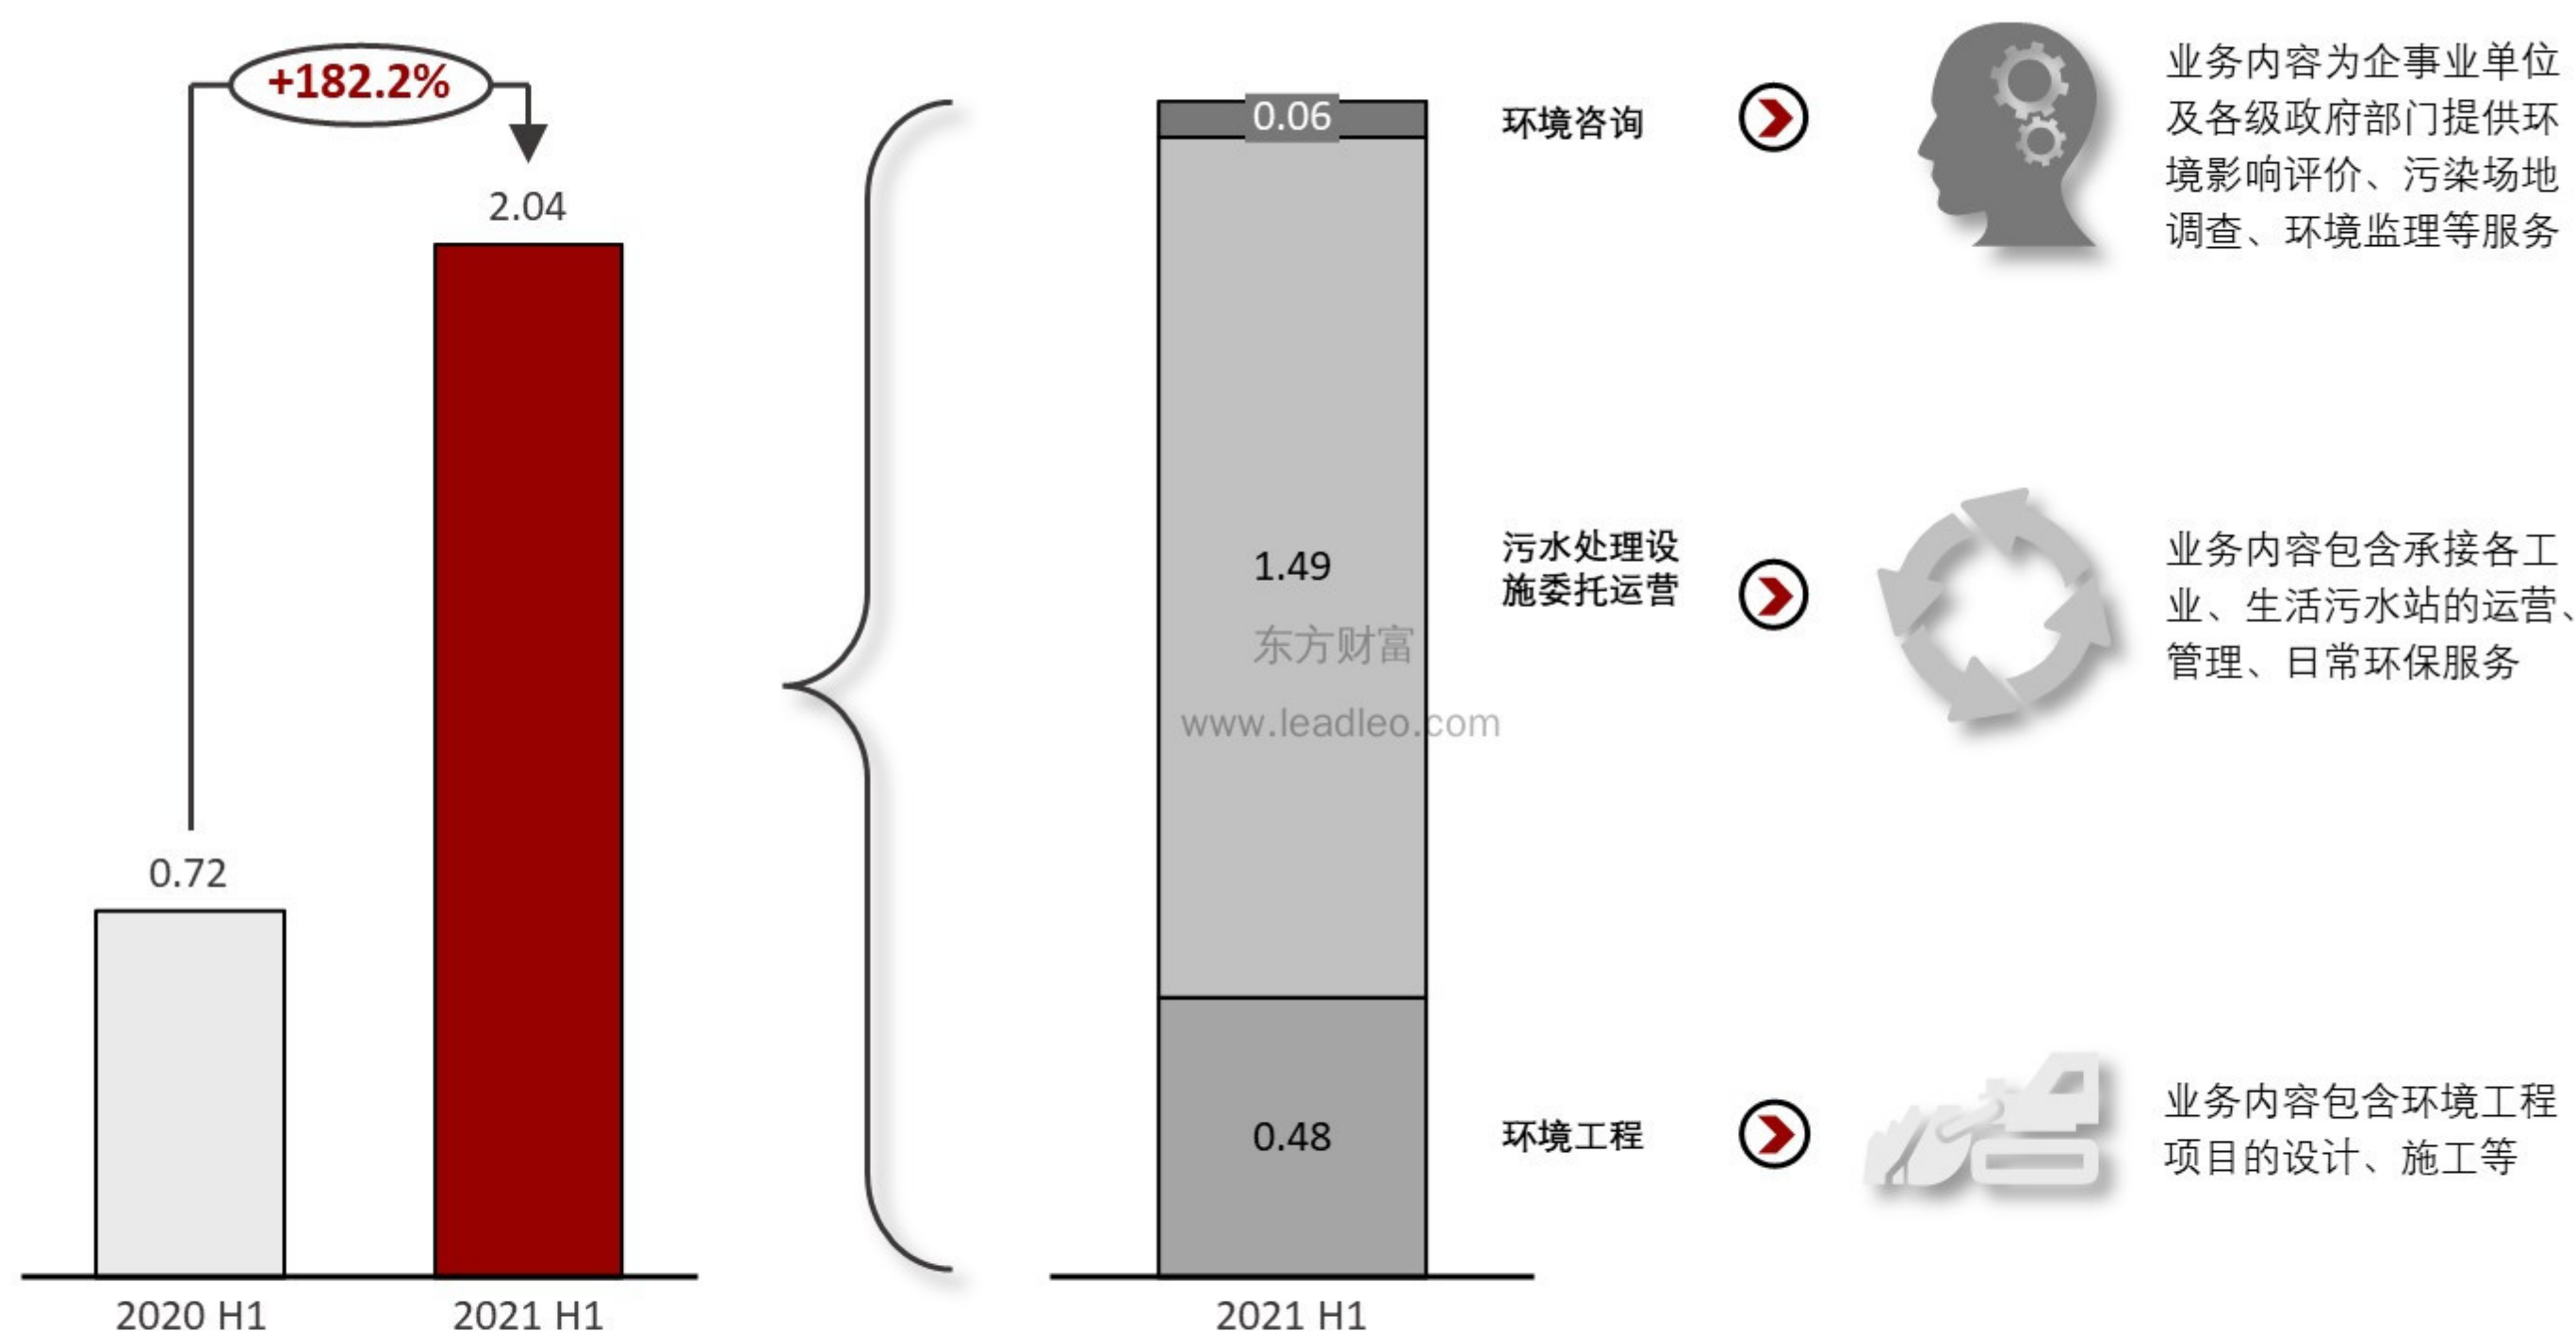 +182.2%
2.04
0.72
2020 H1
2021 H1
0.06
1.49
东方财富
www.leadleo.com
0.48
2021 H1
环境咨询
业务内容为企事业单位
及各级政府部门提供环
境影响评价、污染场地
调查、环境监理等服务
污水处理设
施委托运营
业务内容包含承接各工
业、生活污水站的运营、
管理、日常环保服务
环境工程
业务内容包含环境工程
项目的设计、施工等